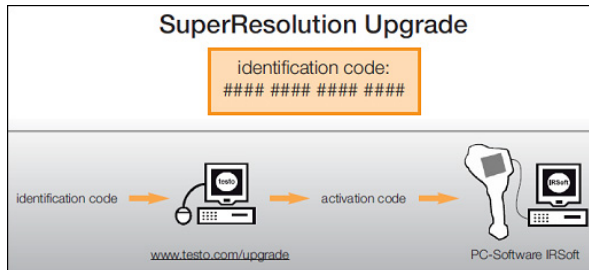 SuperResolution Upgrade
identification code:
#### #### #### ####
identification code
testo
activation code
IRSoft
www.testo.com/upgrade
PC-Software IRSoft